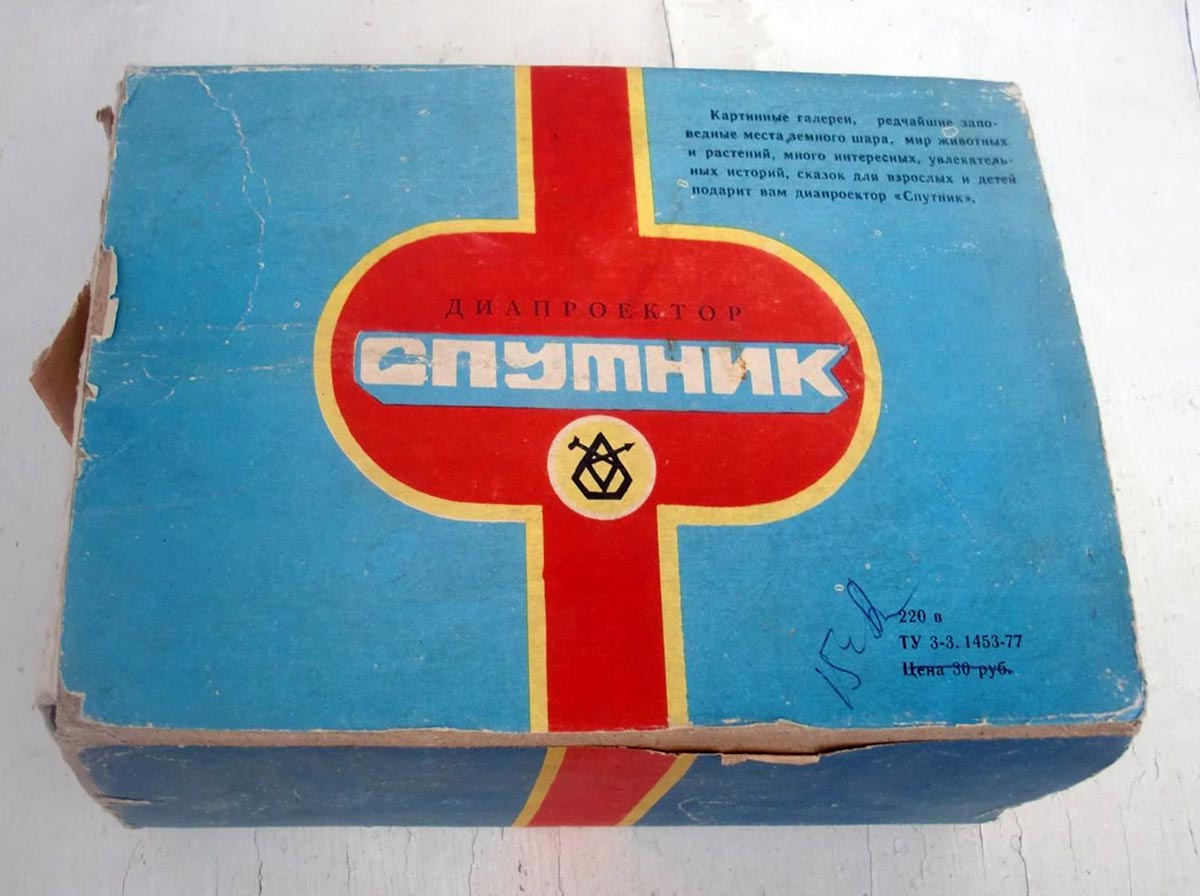 Картинные галереи, редчайшие запо-
ведные места земного шара, мир животных
и растений, много интересных, увлекатель-
ных историй, сказок для взрослых и детей
подарит вам диапроектор «Спутник».
ДИАПРОЕКТОР
СПУТНИК
220 в
ТУ 3-3. 1453-77
Цена 30 руб.